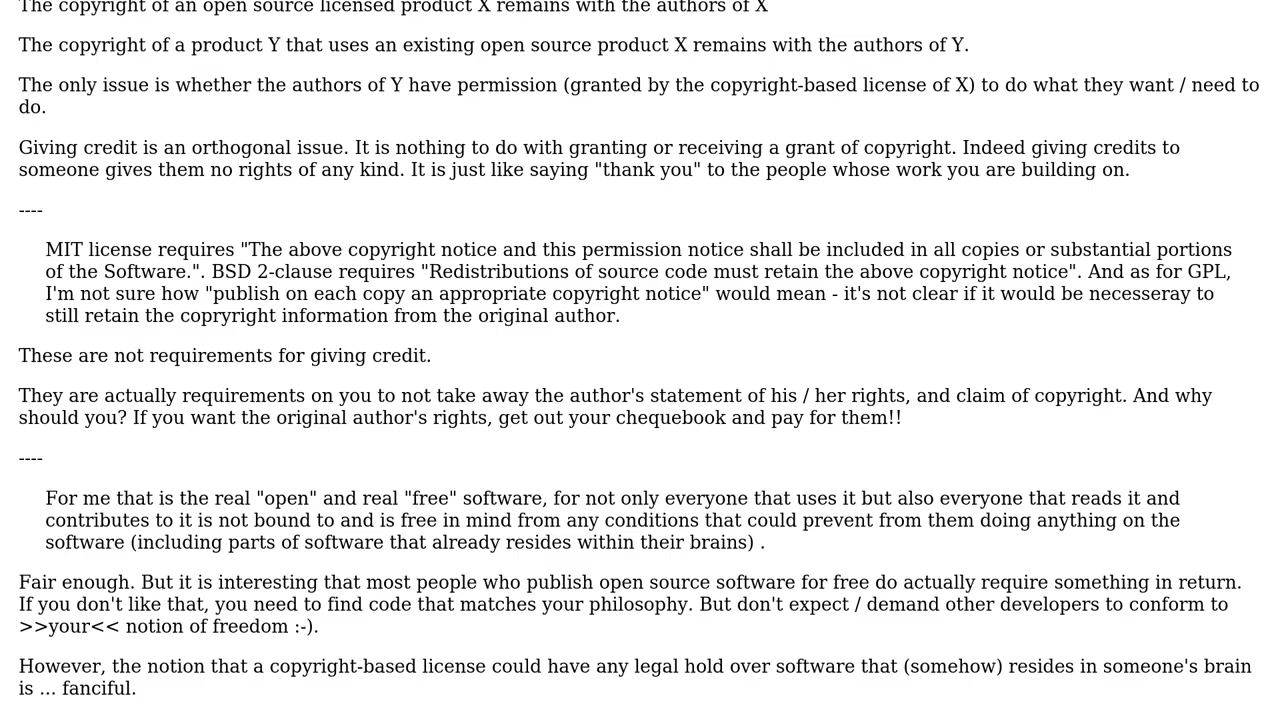 The copyright of an open source licensed product X remains with the authors of X
The copyright of a product Y that uses an existing open source product X remains with the authors of Y.
The only issue is whether the authors of Y have permission (granted by the copyright-based license of X) to do what they want / need to
do.
Giving credit is an orthogonal issue. It is nothing to do with granting or receiving a grant of copyright. Indeed giving credits to
someone gives them no rights of any kind. It is just like saying "thank you" to the people whose work you are building on.
----
MIT license requires "The above copyright notice and this permission notice shall be included in all copies or substantial portions
of the Software.". BSD 2-clause requires "Redistributions of source code must retain the above copyright notice". And as for GPL,
I'm not sure how "publish on each copy an appropriate copyright notice" would mean - it's not clear if it would be necesseray to
still retain the copryright information from the original author.
These are not requirements for giving credit.
They are actually requirements on you to not take away the author's statement of his / her rights, and claim of copyright. And why
should you? If you want the original author's rights, get out your chequebook and pay for them!!
----
For me that is the real "open" and real "free" software, for not only everyone that uses it but also everyone that reads it and
contributes to it is not bound to and is free in mind from any conditions that could prevent from them doing anything on the
software (including parts of software that already resides within their brains) .
Fair enough. But it is interesting that most people who publish open source software for free do actually require something in return.
If you don't like that, you need to find code that matches your philosophy. But don't expect / demand other developers to conform to
>>your<< notion of freedom :-).
However, the notion that a copyright-based license could have any legal hold over software that (somehow) resides in someone's brain
is ... fanciful.